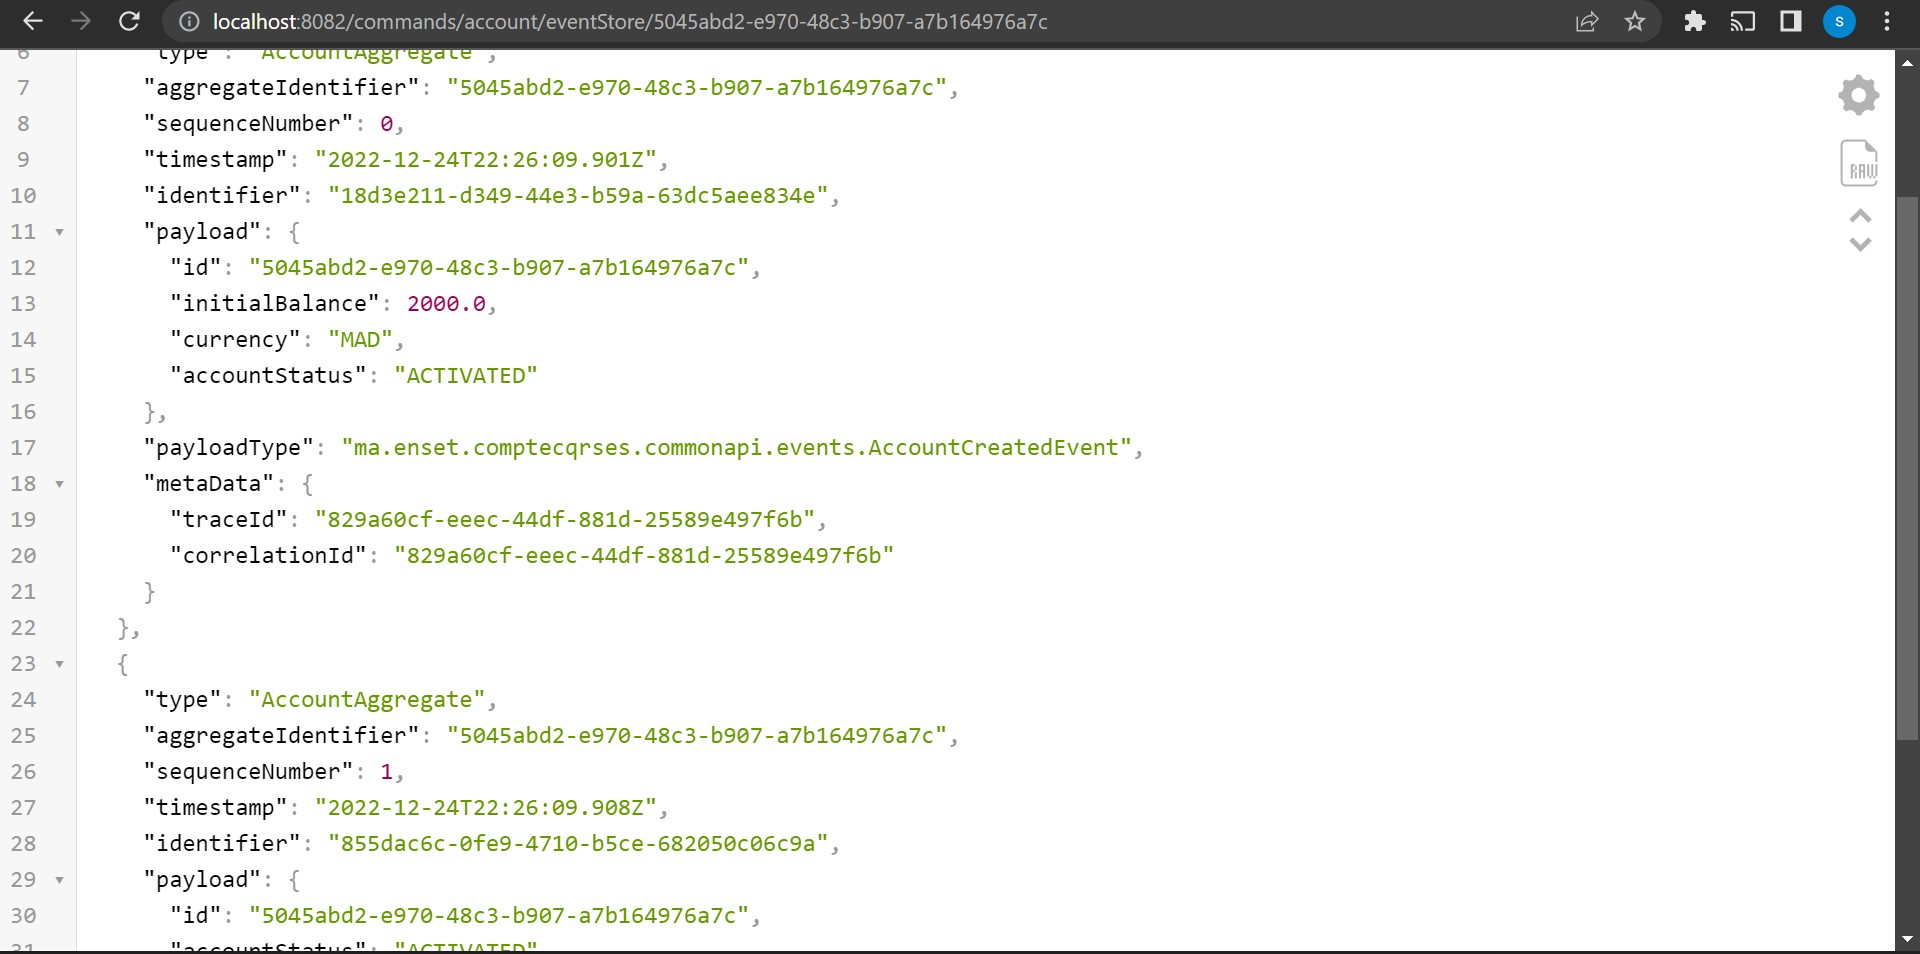 localhost:8082/commands/account/eventStore/5045abd2-e970-48c3-b907-a7b164976a7c
S
6 "type": "AccountAggregate",
7 "aggregateIdentifier": "5045abd2-e970-48c3-b907-a7b164976a7c",
8 "sequenceNumber": 0,
9 "timestamp": "2022-12-24T22:26:09.901Z",
10 "identifier": "18d3e211-d349-44e3-b59a-63dc5aee834e",
11 "payload": {
12 "id": "5045abd2-e970-48c3-b907-a7b164976a7c",
13 "initialBalance": 2000.0,
14 "currency": "MAD",
15 "accountStatus": "ACTIVATED"
16 },
17 "payloadType": "ma.enset.comptecqrses.commonapi.events.AccountCreatedEvent",
18 "metaData": {
19 "traceId": "829a60cf-eeec-44df-881d-25589e497f6b",
20 "correlationId": "829a60cf-eeec-44df-881d-25589e497f6b"
21 }
22 },
23 {
24 "type": "AccountAggregate",
25 "aggregateIdentifier": "5045abd2-e970-48c3-b907-a7b164976a7c",
26 "sequenceNumber": 1,
27 "timestamp": "2022-12-24T22:26:09.908Z",
28 "identifier": "855dac6c-0fe9-4710-b5ce-682050c06c9a",
29 "payload": {
30 "id": "5045abd2-e970-48c3-b907-a7b164976a7c",
31 "accountStatus": "ACTIVATED"
RAW